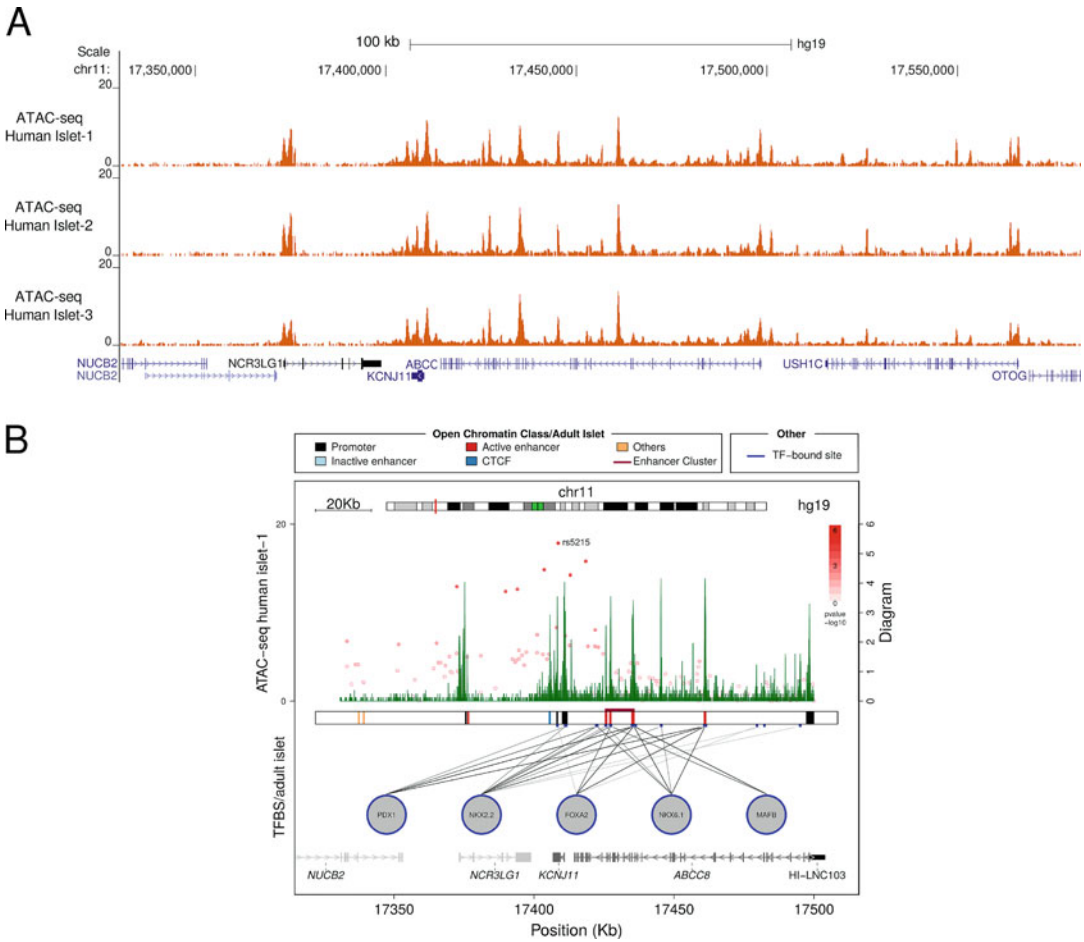 A
100 kb hg19
Scale
chr11: 17,350,000 17,400,000 17,450,000 17,500,000 17,550,000
20
ATAC-seq
Human Islet-1
0
20
ATAC-seq
Human Islet-2
0
20
ATAC-seq
Human Islet-3
0
NUCB2 NCR3LG1 ABCC USH1C
NUCB2 KCNJ11 OTOG
B
Open Chromatin Class/Adult Islet Other
Promoter Active enhancer Others TF-bound site
Inactive enhancer CTCF Enhancer Cluster
chr11
20Kb hg19
20 6
rs5215
5
4
3
2
1
0 0
6
3
0
pvalue
-log10
ATAC-seq human islet-1
Diagram
TFBS/adult islet
PDX1 NKX2.2 FOXA2 NKX6.1 MAFB
NUCB2 NCR3LG1 KCNJ11 ABCC8 HI-LNC103
17350 17400 17450 17500
Position (Kb)